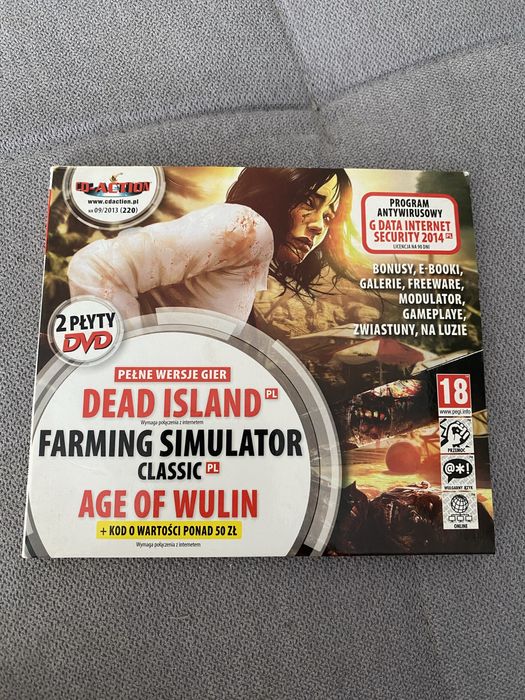 CD-ACTION
www.cdaction.pl
NR 09/2013 (220)
PROGRAM
ANTYWIRUSOWY
G DATA INTERNET
SECURITY 2014 PL
LICENCJA NA 90 DNI
BONUSY, E-BOOKI,
GALERIE, FREEWARE,
MODULATOR,
GAMEPLAYE,
ZWIASTUNY, NA LUZIE
2 PŁYTY
DVD
PEŁNE WERSJE GIER
DEAD ISLAND PL
Wymaga połączenia z internetem
FARMING SIMULATOR
CLASSIC PL
AGE OF WULIN
+ KOD O WARTOŚCI PONAD 50 ZŁ
Wymaga połączenia z internetem
18
www.pegi.info
PRZEMOC
@*!
WULGARNY JĘZYK
ONLINE